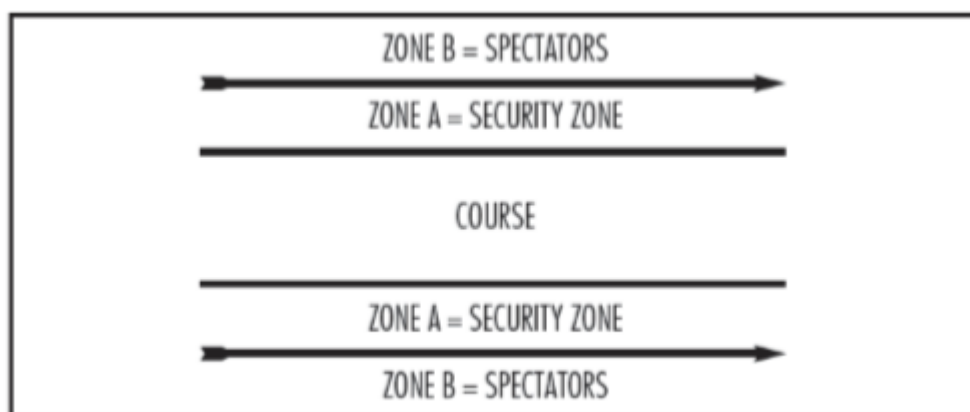 ZONE B = SPECTATORS
ZONE A = SECURITY ZONE
COURSE
ZONE A = SECURITY ZONE
ZONE B = SPECTATORS